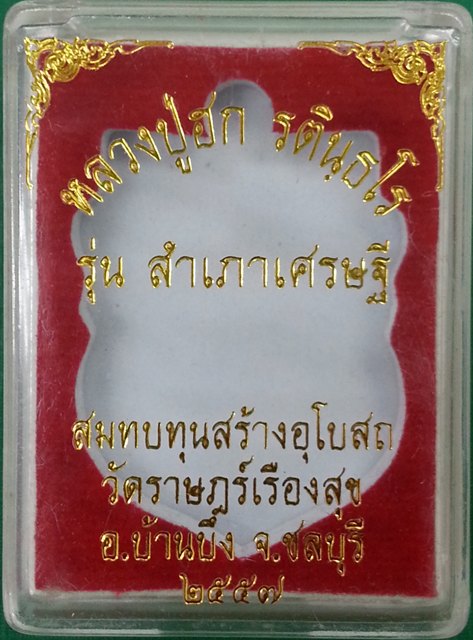 หลวงปู่ฮก รตินฺธโร
รุ่น สำเภาเศรษฐี
สมทบทุนสร้างอุโบสถ
วัดราษฎร์เรืองสุข
อ.บ้านบึง จ.ชลบุรี
๒๕๕๗